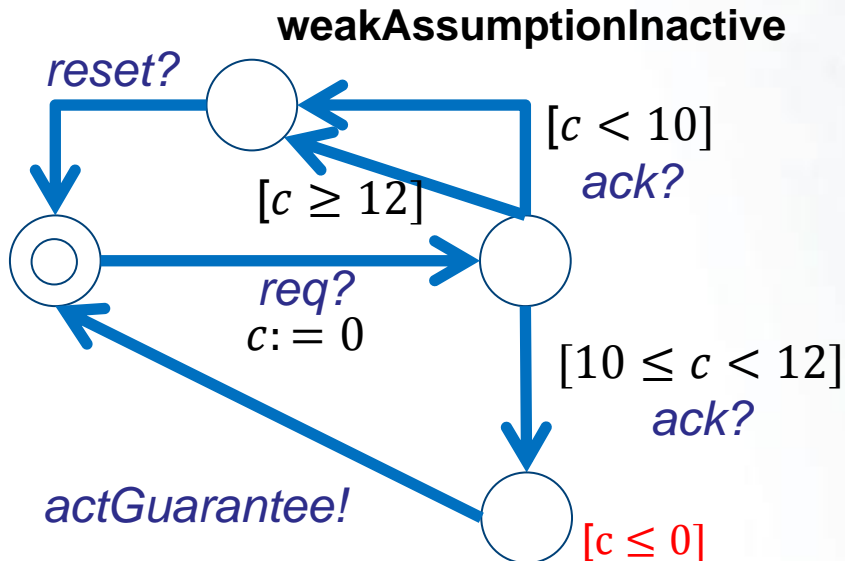 weakAssumptionInactive
reset?
[c < 10]
ack?
[c ≥ 12]
req?
c: = 0
[10 ≤ c < 12]
ack?
actGuarantee!
[c ≤ 0]